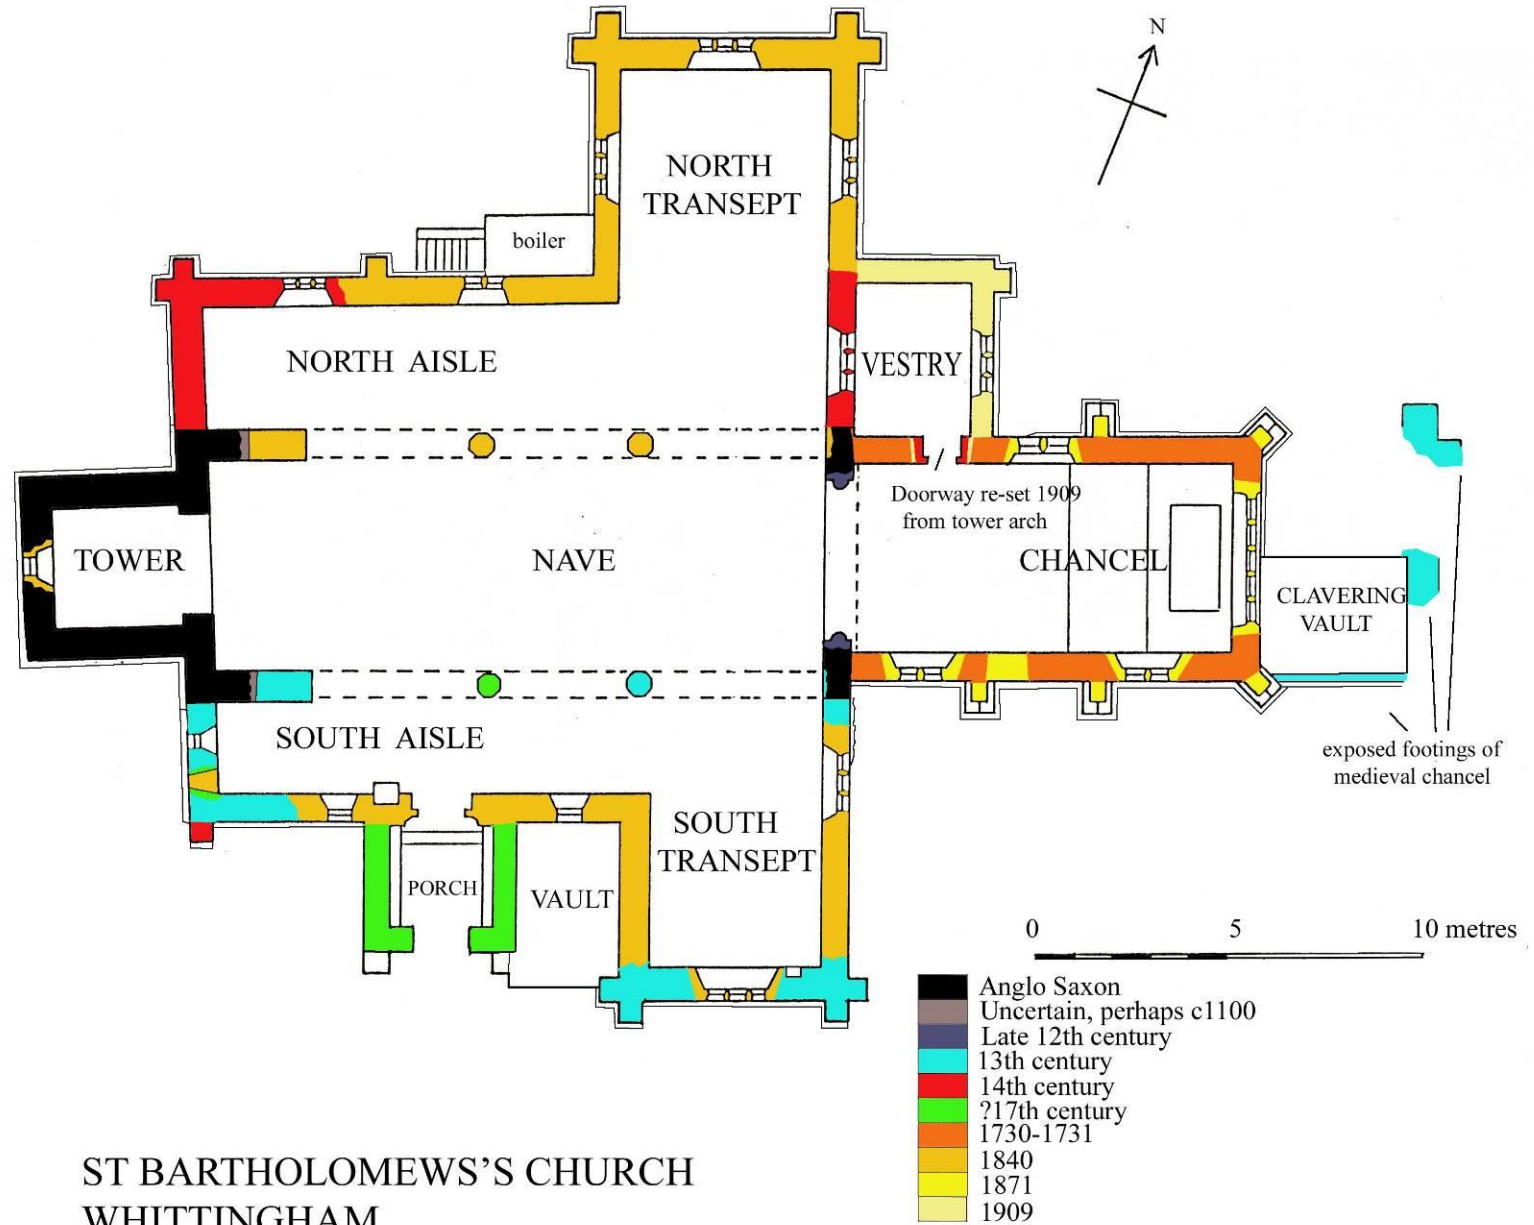 N
NORTH
TRANSEPT
boiler
NORTH AISLE
VESTRY
Doorway re-set 1909
from tower arch
TOWER
NAVE
CHANCEL
CLAVERING
VAULT
SOUTH AISLE
exposed footings of
medieval chancel
SOUTH
TRANSEPT
PORCH
VAULT
0 5 10 metres
Anglo Saxon
Uncertain, perhaps c1100
Late 12th century
13th century
14th century
?17th century
1730-1731
1840
1871
1909
ST BARTHOLOMEWS'S CHURCH
WHITTINGHAM